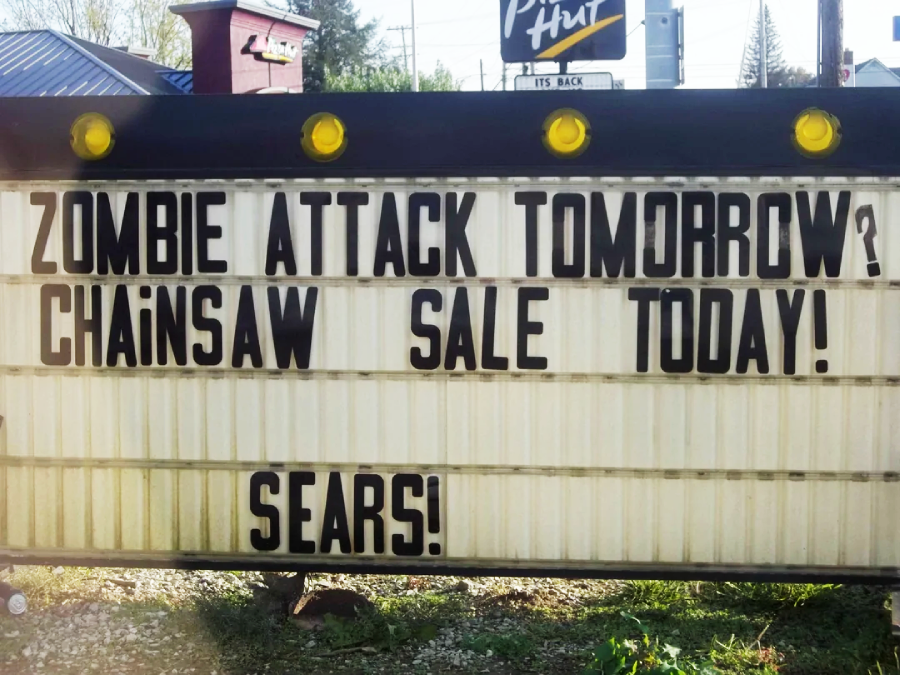 Pizza Hut
ITS BACK
ZOMBIE ATTACK TOMORROW?
CHAiNSAW SALE TODAY!
SEARS!